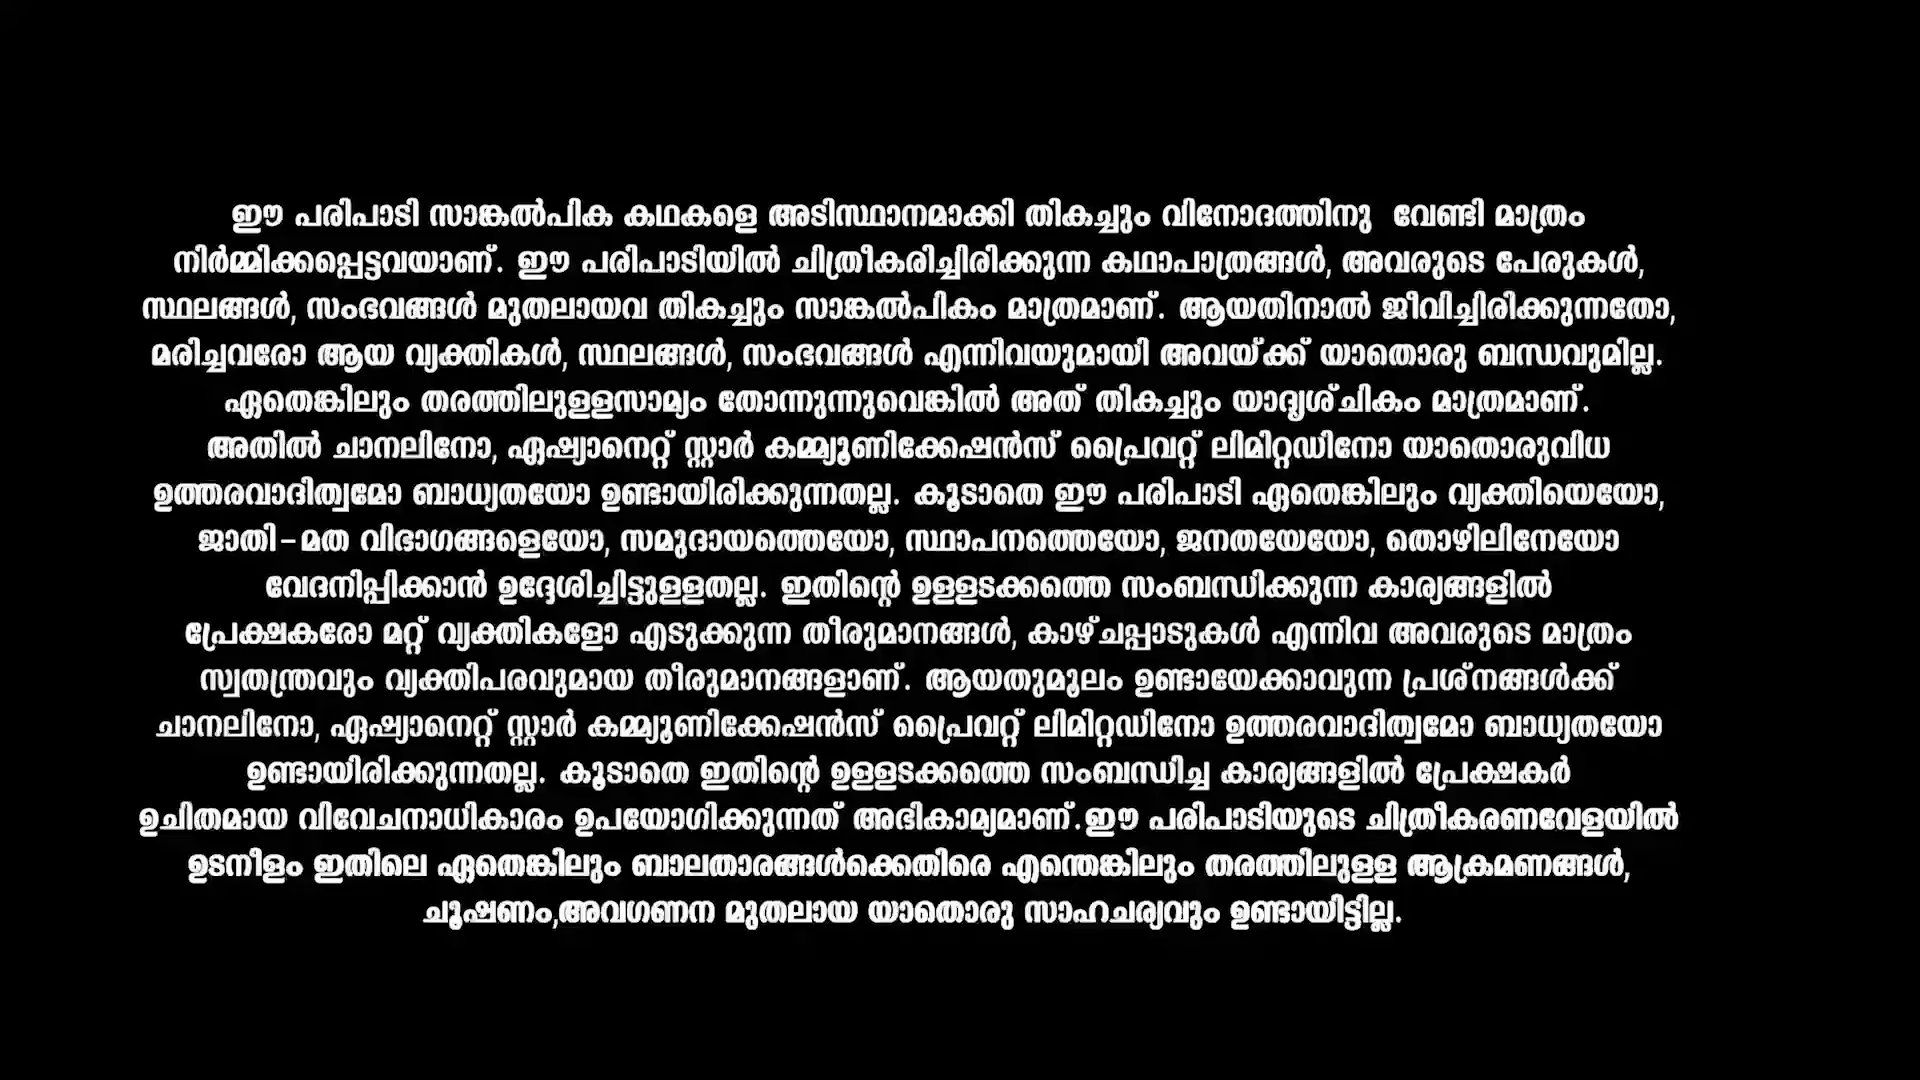 ഈ പരിപാടി സാങ്കൽപിക കഥകളെ അടിസ്ഥാനമാക്കി തികച്ചും വിനോദത്തിനു വേണ്ടി മാത്രം
നിർമ്മിക്കപ്പെട്ടവയാണ്. ഈ പരിപാടിയിൽ ചിത്രീകരിച്ചിരിക്കുന്ന കഥാപാത്രങ്ങൾ, അവരുടെ പേരുകൾ,
സ്ഥലങ്ങൾ, സംഭവങ്ങൾ മുതലായവ തികച്ചും സാങ്കൽപികം മാത്രമാണ്. ആയതിനാൽ ജീവിച്ചിരിക്കുന്നതോ,
മരിച്ചവരോ ആയ വ്യക്തികൾ, സ്ഥലങ്ങൾ, സംഭവങ്ങൾ എന്നിവയുമായി അവയ്ക്ക് യാതൊരു ബന്ധവുമില്ല.
ഏതെങ്കിലും തരത്തിലുളളസാമ്യം തോന്നുന്നുവെങ്കിൽ അത് തികച്ചും യാദൃശ്ചികം മാത്രമാണ്.
അതിൽ ചാനലിനോ, ഏഷ്യാനെറ്റ് സ്റ്റാർ കമ്മ്യൂണിക്കേഷൻസ് പ്രൈവറ്റ് ലിമിറ്റഡിനോ യാതൊരുവിധ
ഉത്തരവാദിത്വമോ ബാധ്യതയോ ഉണ്ടായിരിക്കുന്നതല്ല. കൂടാതെ ഈ പരിപാടി ഏതെങ്കിലും വ്യക്തിയെയോ,
ജാതി-മത വിഭാഗങ്ങളെയോ, സമുദായത്തെയോ, സ്ഥാപനത്തെയോ, ജനതയേയോ, തൊഴിലിനേയോ
വേദനിപ്പിക്കാൻ ഉദ്ദേശിച്ചിട്ടുളളതല്ല. ഇതിന്റെ ഉളളടക്കത്തെ സംബന്ധിക്കുന്ന കാര്യങ്ങളിൽ
പ്രേക്ഷകരോ മറ്റ് വ്യക്തികളോ എടുക്കുന്ന തീരുമാനങ്ങൾ, കാഴ്ചപ്പാടുകൾ എന്നിവ അവരുടെ മാത്രം
സ്വതന്ത്രവും വ്യക്തിപരവുമായ തീരുമാനങ്ങളാണ്. ആയതുമൂലം ഉണ്ടായേക്കാവുന്ന പ്രശ്നങ്ങൾക്ക്
ചാനലിനോ, ഏഷ്യാനെറ്റ് സ്റ്റാർ കമ്മ്യൂണിക്കേഷൻസ് പ്രൈവറ്റ് ലിമിറ്റഡിനോ ഉത്തരവാദിത്വമോ ബാധ്യതയോ
ഉണ്ടായിരിക്കുന്നതല്ല. കൂടാതെ ഇതിന്റെ ഉളളടക്കത്തെ സംബന്ധിച്ച കാര്യങ്ങളിൽ പ്രേക്ഷകർ
ഉചിതമായ വിവേചനാധികാരം ഉപയോഗിക്കുന്നത് അഭികാമ്യമാണ്.ഈ പരിപാടിയുടെ ചിത്രീകരണവേളയിൽ
ഉടനീളം ഇതിലെ ഏതെങ്കിലും ബാലതാരങ്ങൾക്കെതിരെ എന്തെങ്കിലും തരത്തിലുളള ആക്രമണങ്ങൾ,
ചൂഷണം,അവഗണന മുതലായ യാതൊരു സാഹചര്യവും ഉണ്ടായിട്ടില്ല.